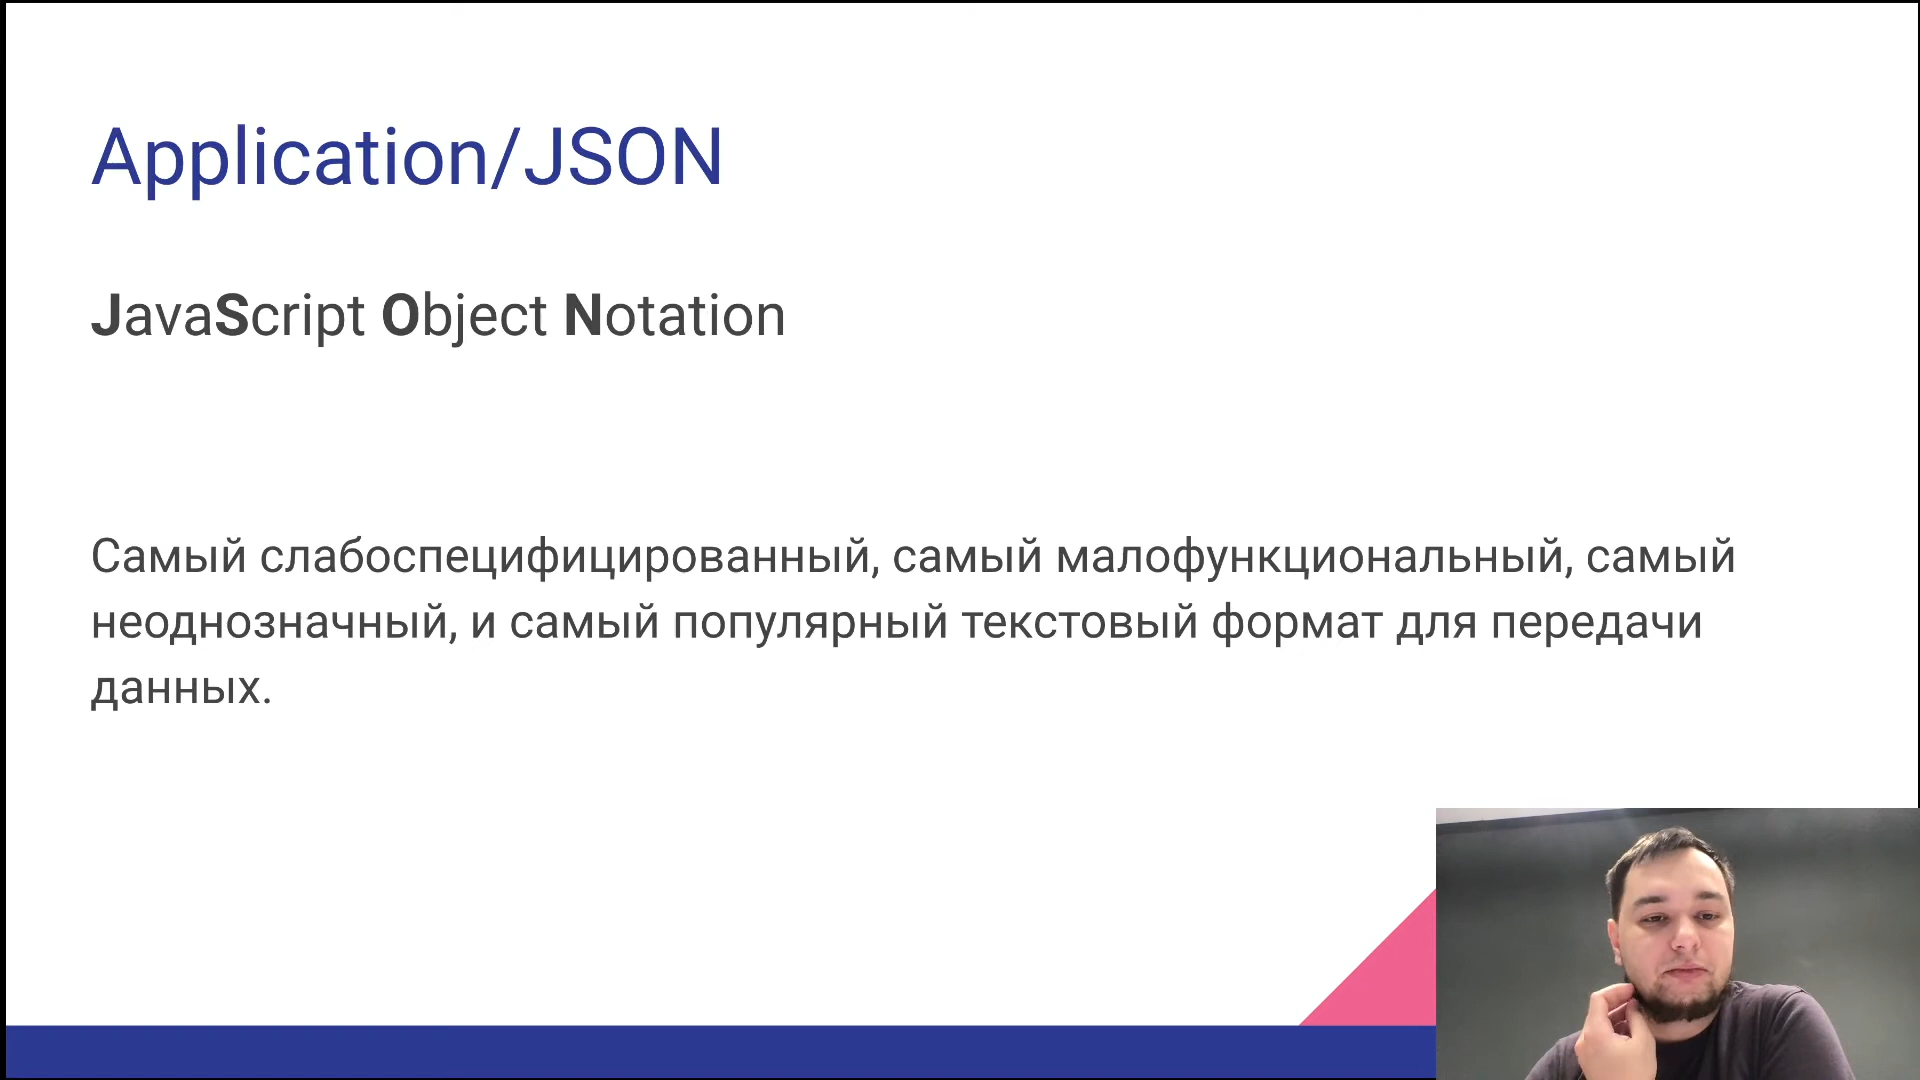 Application/JSON
JavaScript Object Notation
Самый слабоспецифицированный, самый малофункциональный, самый
неоднозначный, и самый популярный текстовый формат для передачи
данных.